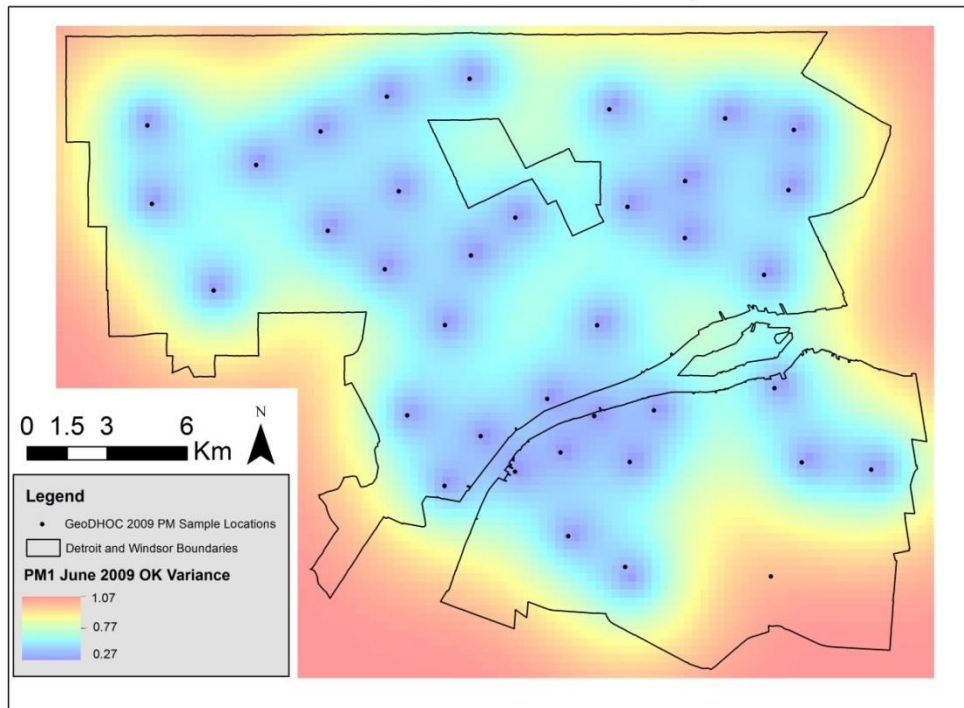 0 1.5 3 6
Km
N
Legend
GeoDHOC 2009 PM Sample Locations
Detroit and Windsor Boundaries
PM1 June 2009 OK Variance
1.07
0.77
0.27